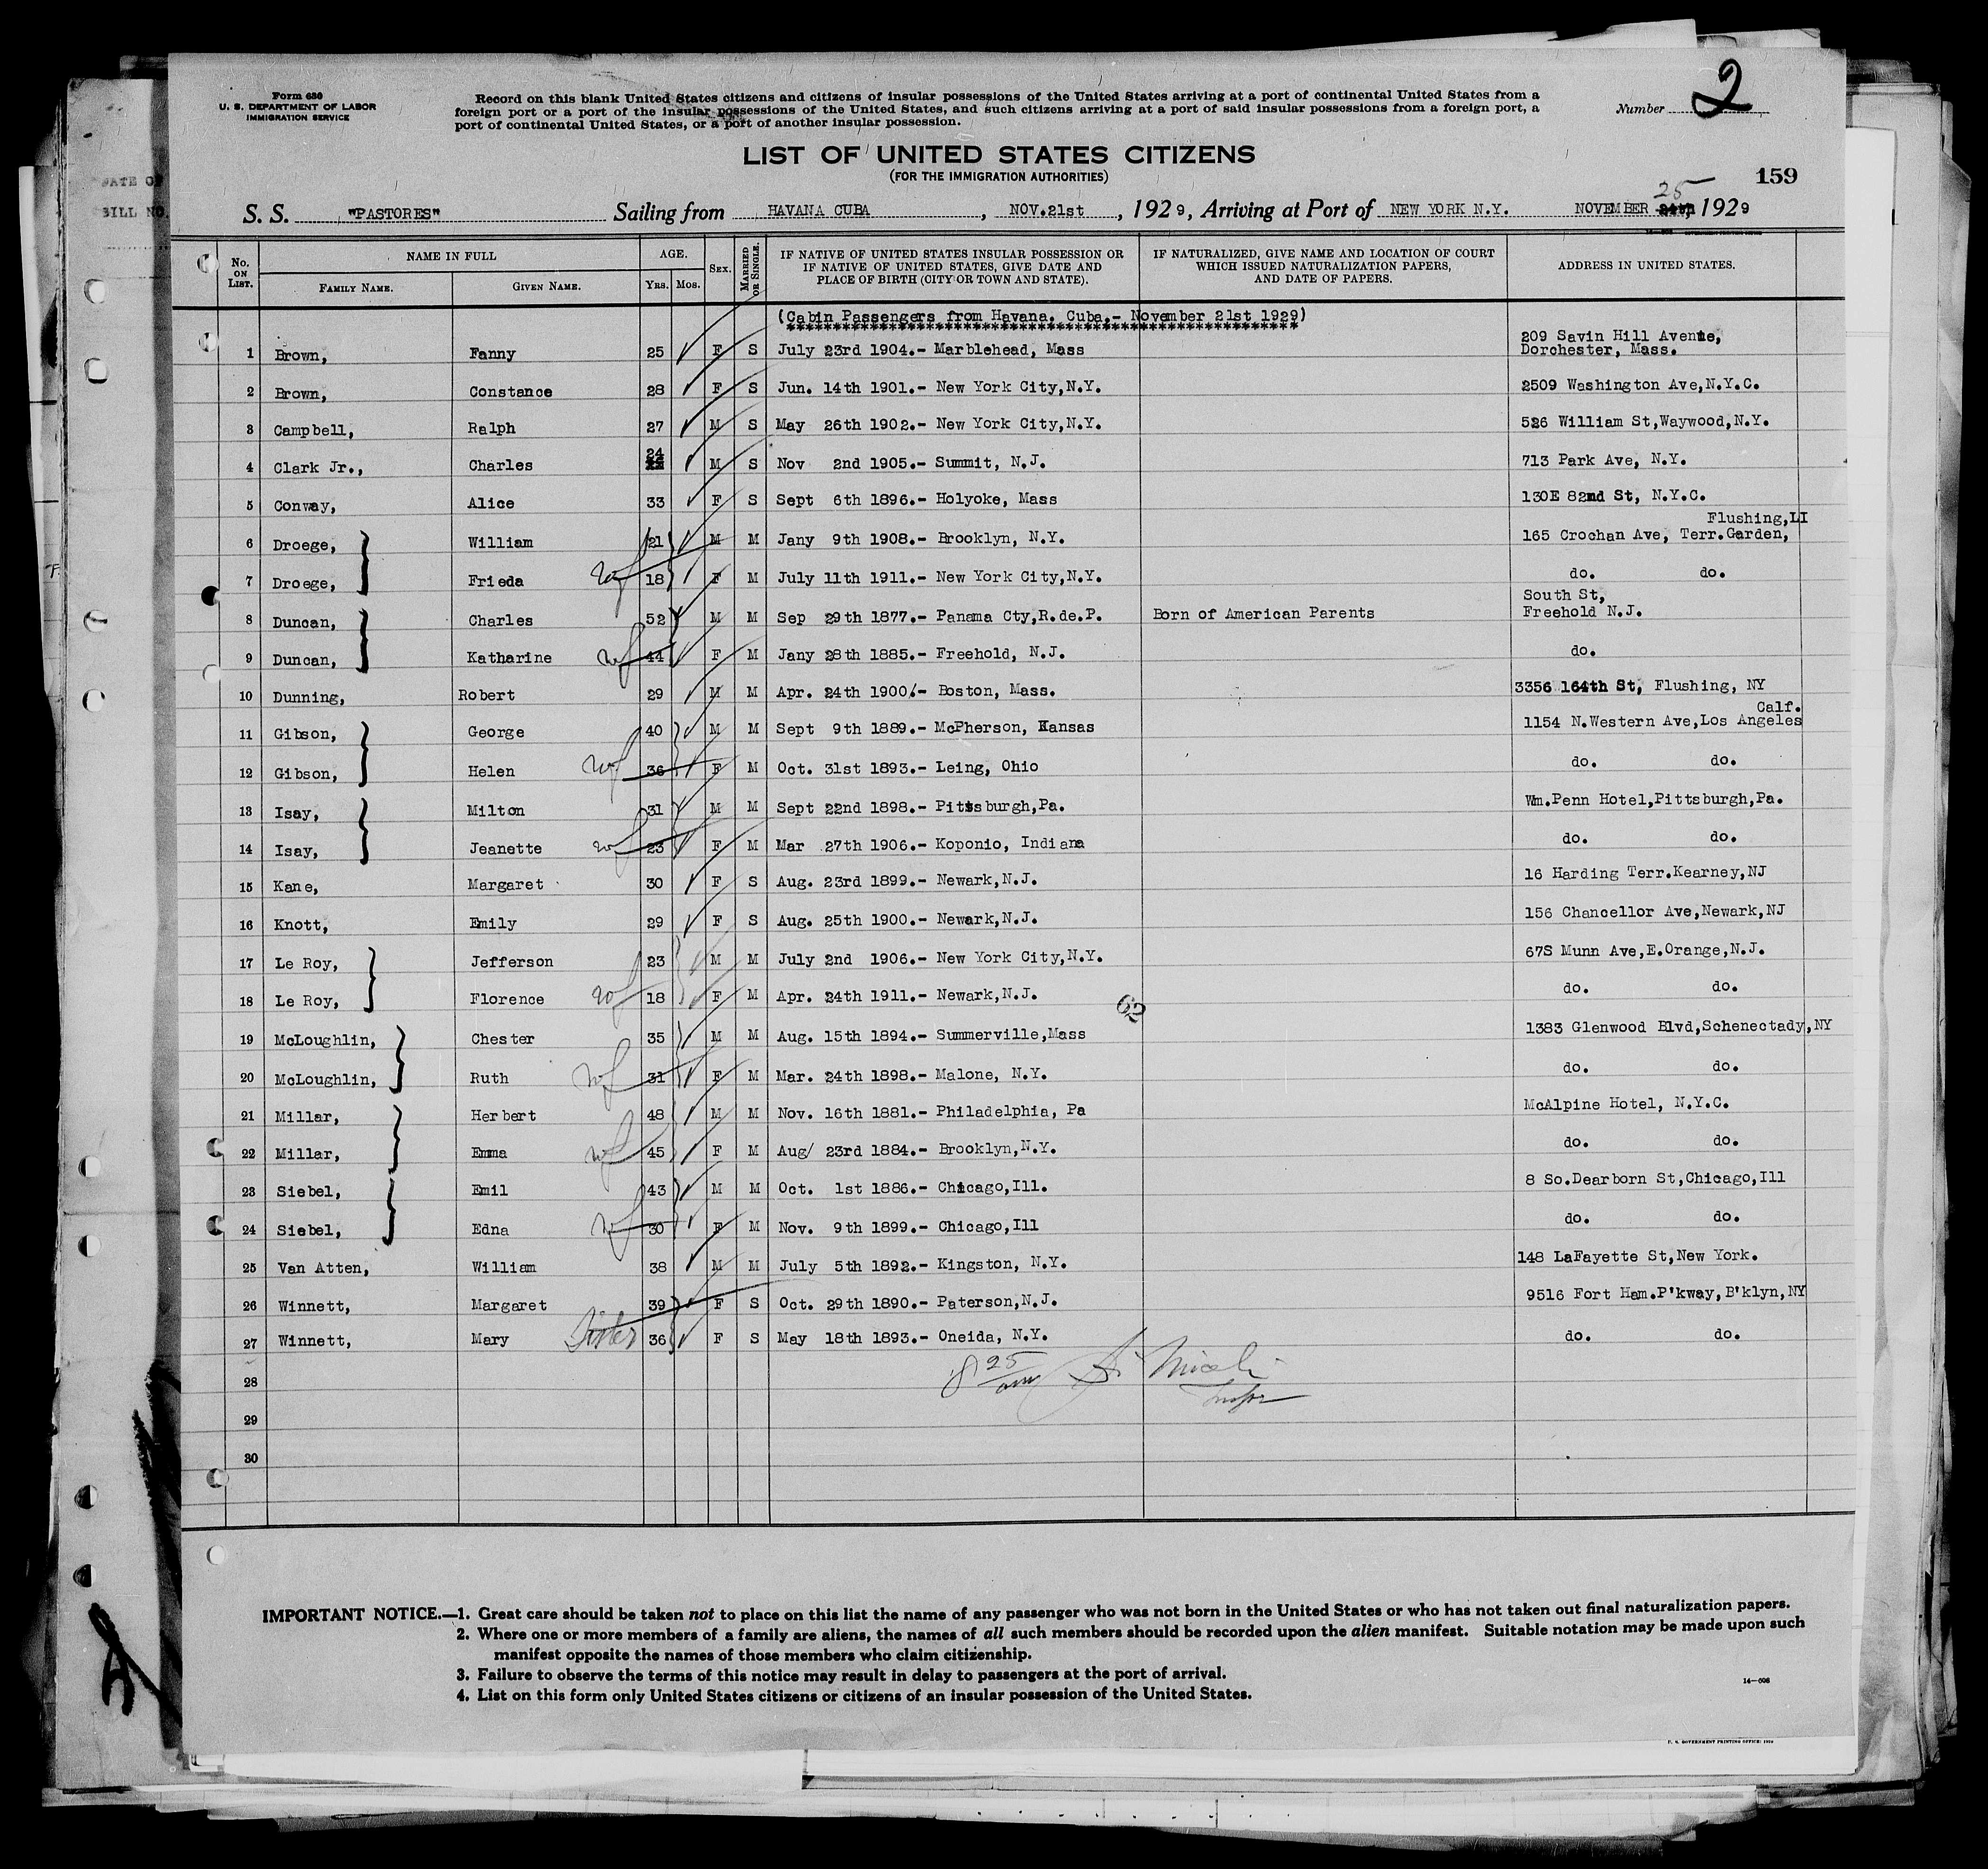 Form 630
U. S. DEPARTMENT OF LABOR
IMMIGRATION SERVICE
Record on this blank United States citizens and citizens of insular possessions of the United States arriving at a port of continental United States from a
foreign port or a port of the insular possessions of the United States, and such citizens arriving at a port of said insular possessions from a foreign port, a
port of continental United States, or a port of another insular possession.
Number 2
LIST OF UNITED STATES CITIZENS
(FOR THE IMMIGRATION AUTHORITIES)
159
DATE OF
BILL NO.
25
S. S. "PASTORES" Sailing from HAVANA CUBA , NOV.21st , 1929, Arriving at Port of NEW YORK N.Y. NOVEMBER 24th 1929
No. ON LIST. NAME IN FULL FAMILY NAME. GIVEN NAME. AGE. YRS. MOS. SEX. MARRIED OR SINGLE. IF NATIVE OF UNITED STATES INSULAR POSSESSION OR IF NATIVE OF UNITED STATES, GIVE DATE AND PLACE OF BIRTH (CITY OR TOWN AND STATE). IF NATURALIZED, GIVE NAME AND LOCATION OF COURT WHICH ISSUED NATURALIZATION PAPERS, AND DATE OF PAPERS. ADDRESS IN UNITED STATES.
(Cabin Passengers from Havana. Cuba.- November 21st 1929)
209 Savin Hill Avenue,
1 Brown, Fanny 25 F S July 23rd 1904.- Marblehead, Mass Dorchester, Mass.
2 Brown, Constance 28 F S Jun. 14th 1901.- New York City,N.Y. 2509 Washington Ave,N.Y.C.
3 Campbell, Ralph 27 M S May 26th 1902.- New York City,N.Y. 526 William St,Waywood,N.Y.
4 Clark Jr., Charles 24 M S Nov 2nd 1905.- Summit, N.J. 713 Park Ave, N.Y.
5 Conway, Alice 33 F S Sept 6th 1896.- Holyoke, Mass 130E 82nd St, N.Y.C.
Flushing,LI
6 Droege, William 21 M M Jany 9th 1908.- Brooklyn, N.Y. 165 Crochan Ave, Terr.Garden,
7 Droege, Frieda wf 18 F M July 11th 1911.- New York City,N.Y. do. do.
South St,
8 Duncan, Charles 52 M M Sep 29th 1877.- Panama Cty,R.de.P. Born of American Parents Freehold N.J.
9 Duncan, Katharine wf 44 F M Jany 28th 1885.- Freehold, N.J. do.
10 Dunning, Robert 29 M M Apr. 24th 1900/- Boston, Mass. 3356 164th St, Flushing, NY
Calf.
11 Gibson, George 40 M M Sept 9th 1889.- McPherson, Kansas 1154 N.Western Ave,Los Angeles
12 Gibson, Helen wf 36 F M Oct. 31st 1893.- Leing, Ohio do. do.
13 Isay, Milton 31 M M Sept 22nd 1898.- Pittsburgh,Pa. Wm.Penn Hotel,Pittsburgh,Pa.
14 Isay, Jeanette wf 23 F M Mar 27th 1906.- Koponio, Indiana do. do.
15 Kane, Margaret 30 F S Aug. 23rd 1899.- Newark,N.J. 16 Harding Terr.Kearney,NJ
16 Knott, Emily 29 F S Aug. 25th 1900.- Newark,N.J. 156 Chancellor Ave,Newark,NJ
17 Le Roy, Jefferson 23 M M July 2nd 1906.- New York City,N.Y. 67S Munn Ave,E.Orange,N.J.
18 Le Roy, Florence wf 18 F M Apr. 24th 1911.- Newark,N.J. do. do.
62
19 McLoughlin, Chester 35 M M Aug. 15th 1894.- Summerville,Mass 1383 Glenwood Blvd,Schenectady,NY
20 McLoughlin, Ruth wf 31 F M Mar. 24th 1898.- Malone, N.Y. do. do.
21 Millar, Herbert 48 M M Nov. 16th 1881.- Philadelphia, Pa McAlpine Hotel, N.Y.C.
22 Millar, Emma wf 45 F M Aug/ 23rd 1884.- Brooklyn,N.Y. do. do.
23 Siebel, Emil 43 M M Oct. 1st 1886.- Chicago,Ill. 8 So.Dearborn St,Chicago,Ill
24 Siebel, Edna wf 30 F M Nov. 9th 1899.- Chicago,Ill do. do.
25 Van Atten, William 38 M M July 5th 1892.- Kingston, N.Y. 148 LaFayette St,New York.
26 Winnett, Margaret 39 F S Oct. 29th 1890.- Paterson,N.J. 9516 Fort Ham.P'kway,B'klyn,NY
27 Winnett, Mary Sister 36 F S May 18th 1893.- Oneida, N.Y. do. do.
28
29
30
IMPORTANT NOTICE.—1. Great care should be taken not to place on this list the name of any passenger who was not born in the United States or who has not taken out final naturalization papers.
2. Where one or more members of a family are aliens, the names of all such members should be recorded upon the alien manifest. Suitable notation may be made upon such
manifest opposite the names of those members who claim citizenship.
3. Failure to observe the terms of this notice may result in delay to passengers at the port of arrival.
4. List on this form only United States citizens or citizens of an insular possession of the United States.
14—698
U. S. GOVERNMENT PRINTING OFFICE: 1929